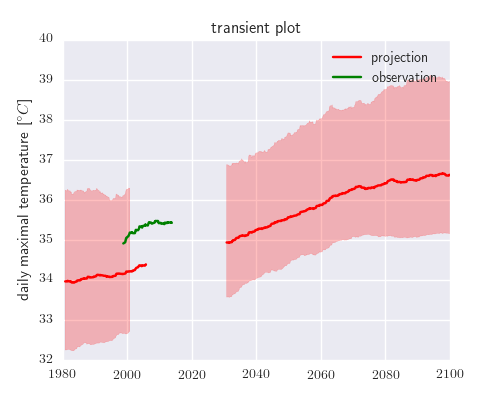 transient plot
projection
observation
daily maximal temperature [°C]
40
39
38
37
36
35
34
33
32
1980 2000 2020 2040 2060 2080 2100